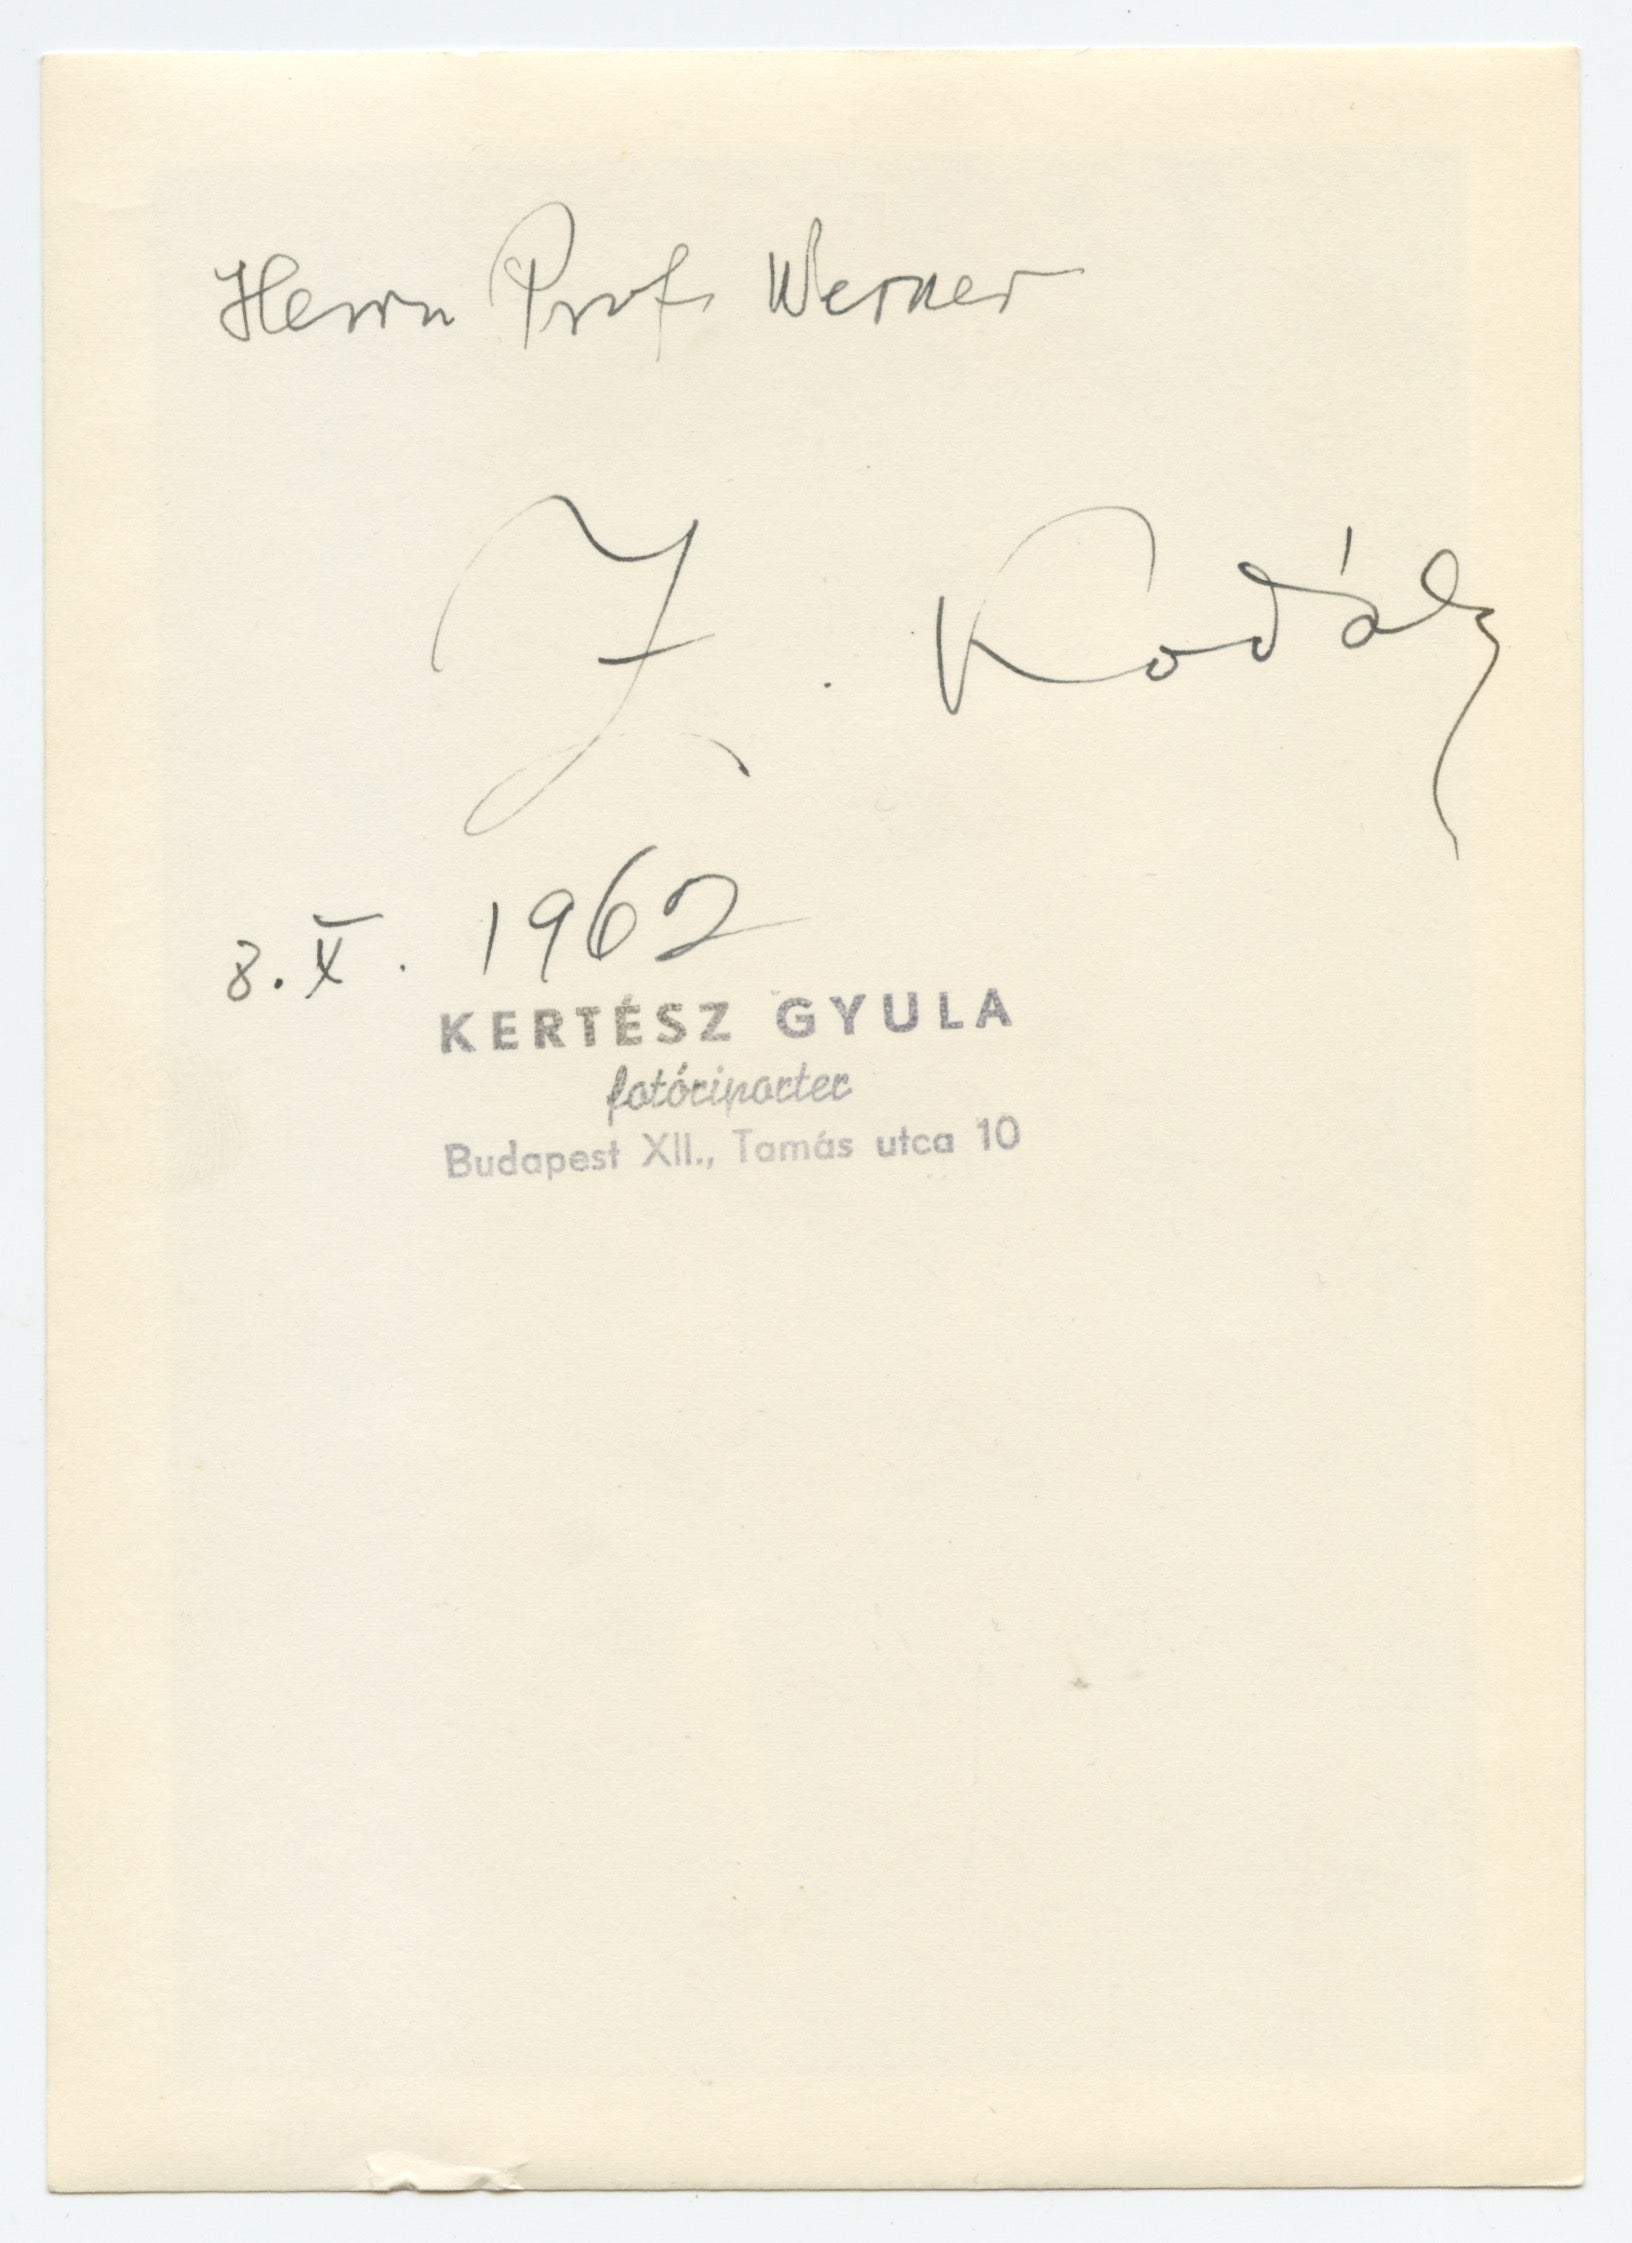 Herrn Prof. Werner
Z. Kodály
8. X. 1962
KERTÉSZ GYULA
fotóriporter
Budapest XII., Tamás utca 10